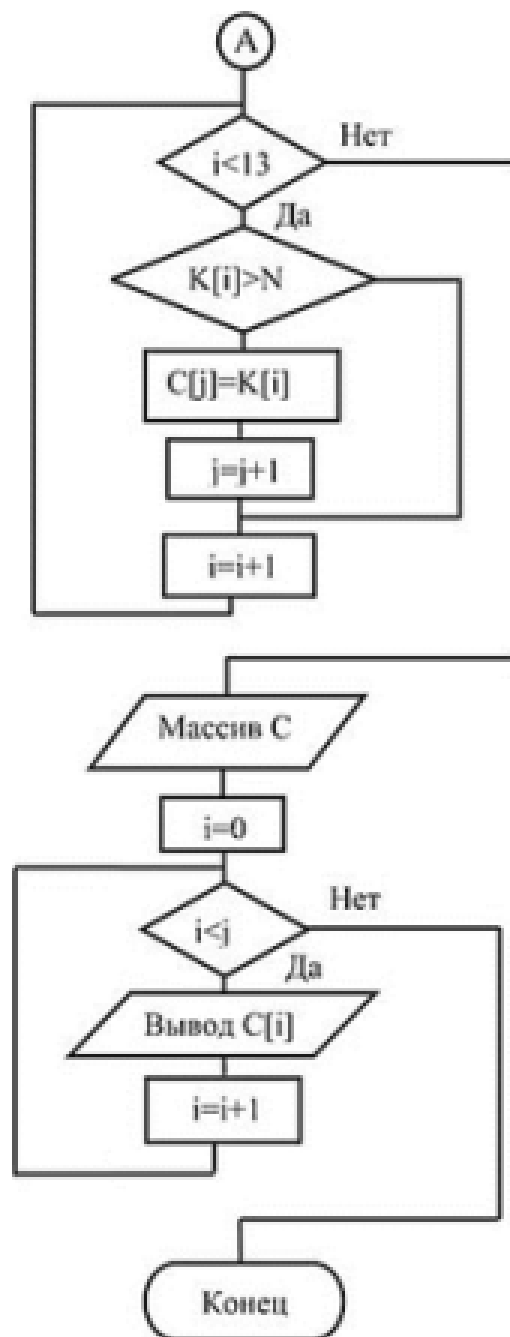 A
Нет
i<13
Да
K[i]>N
C[j]=K[i]
j=j+1
i=i+1
Массив C
i=0
Нет
i<j
Да
Вывод C[i]
i=i+1
Конец